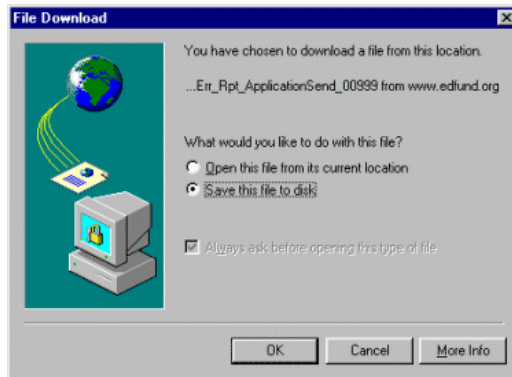 File Download
You have chosen to download a file from this location.
...Err_Rpt_ApplicationSend_00999 from www.edfund.org
What would you like to do with this file?
Open this file from its current location
Save this file to disk
Always ask before opening this type of file
OK
Cancel
More Info